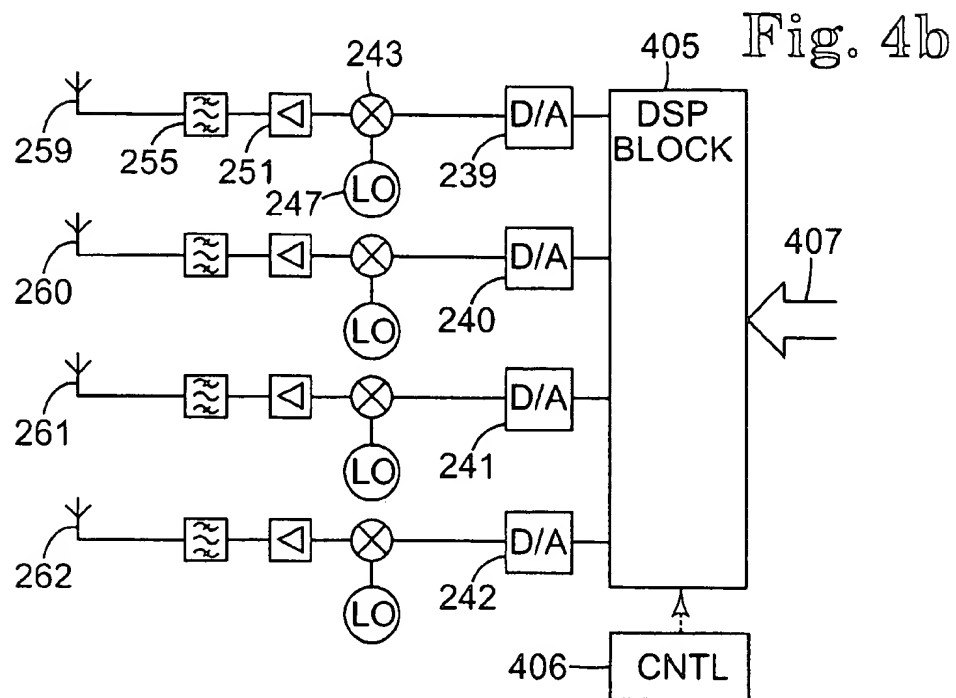 Fig. 4b
405
243
D/A
DSP
BLOCK
259
255
251
247
LO
239
407
D/A
260
LO
240
D/A
261
LO
241
D/A
262
LO
242
406
CNTL